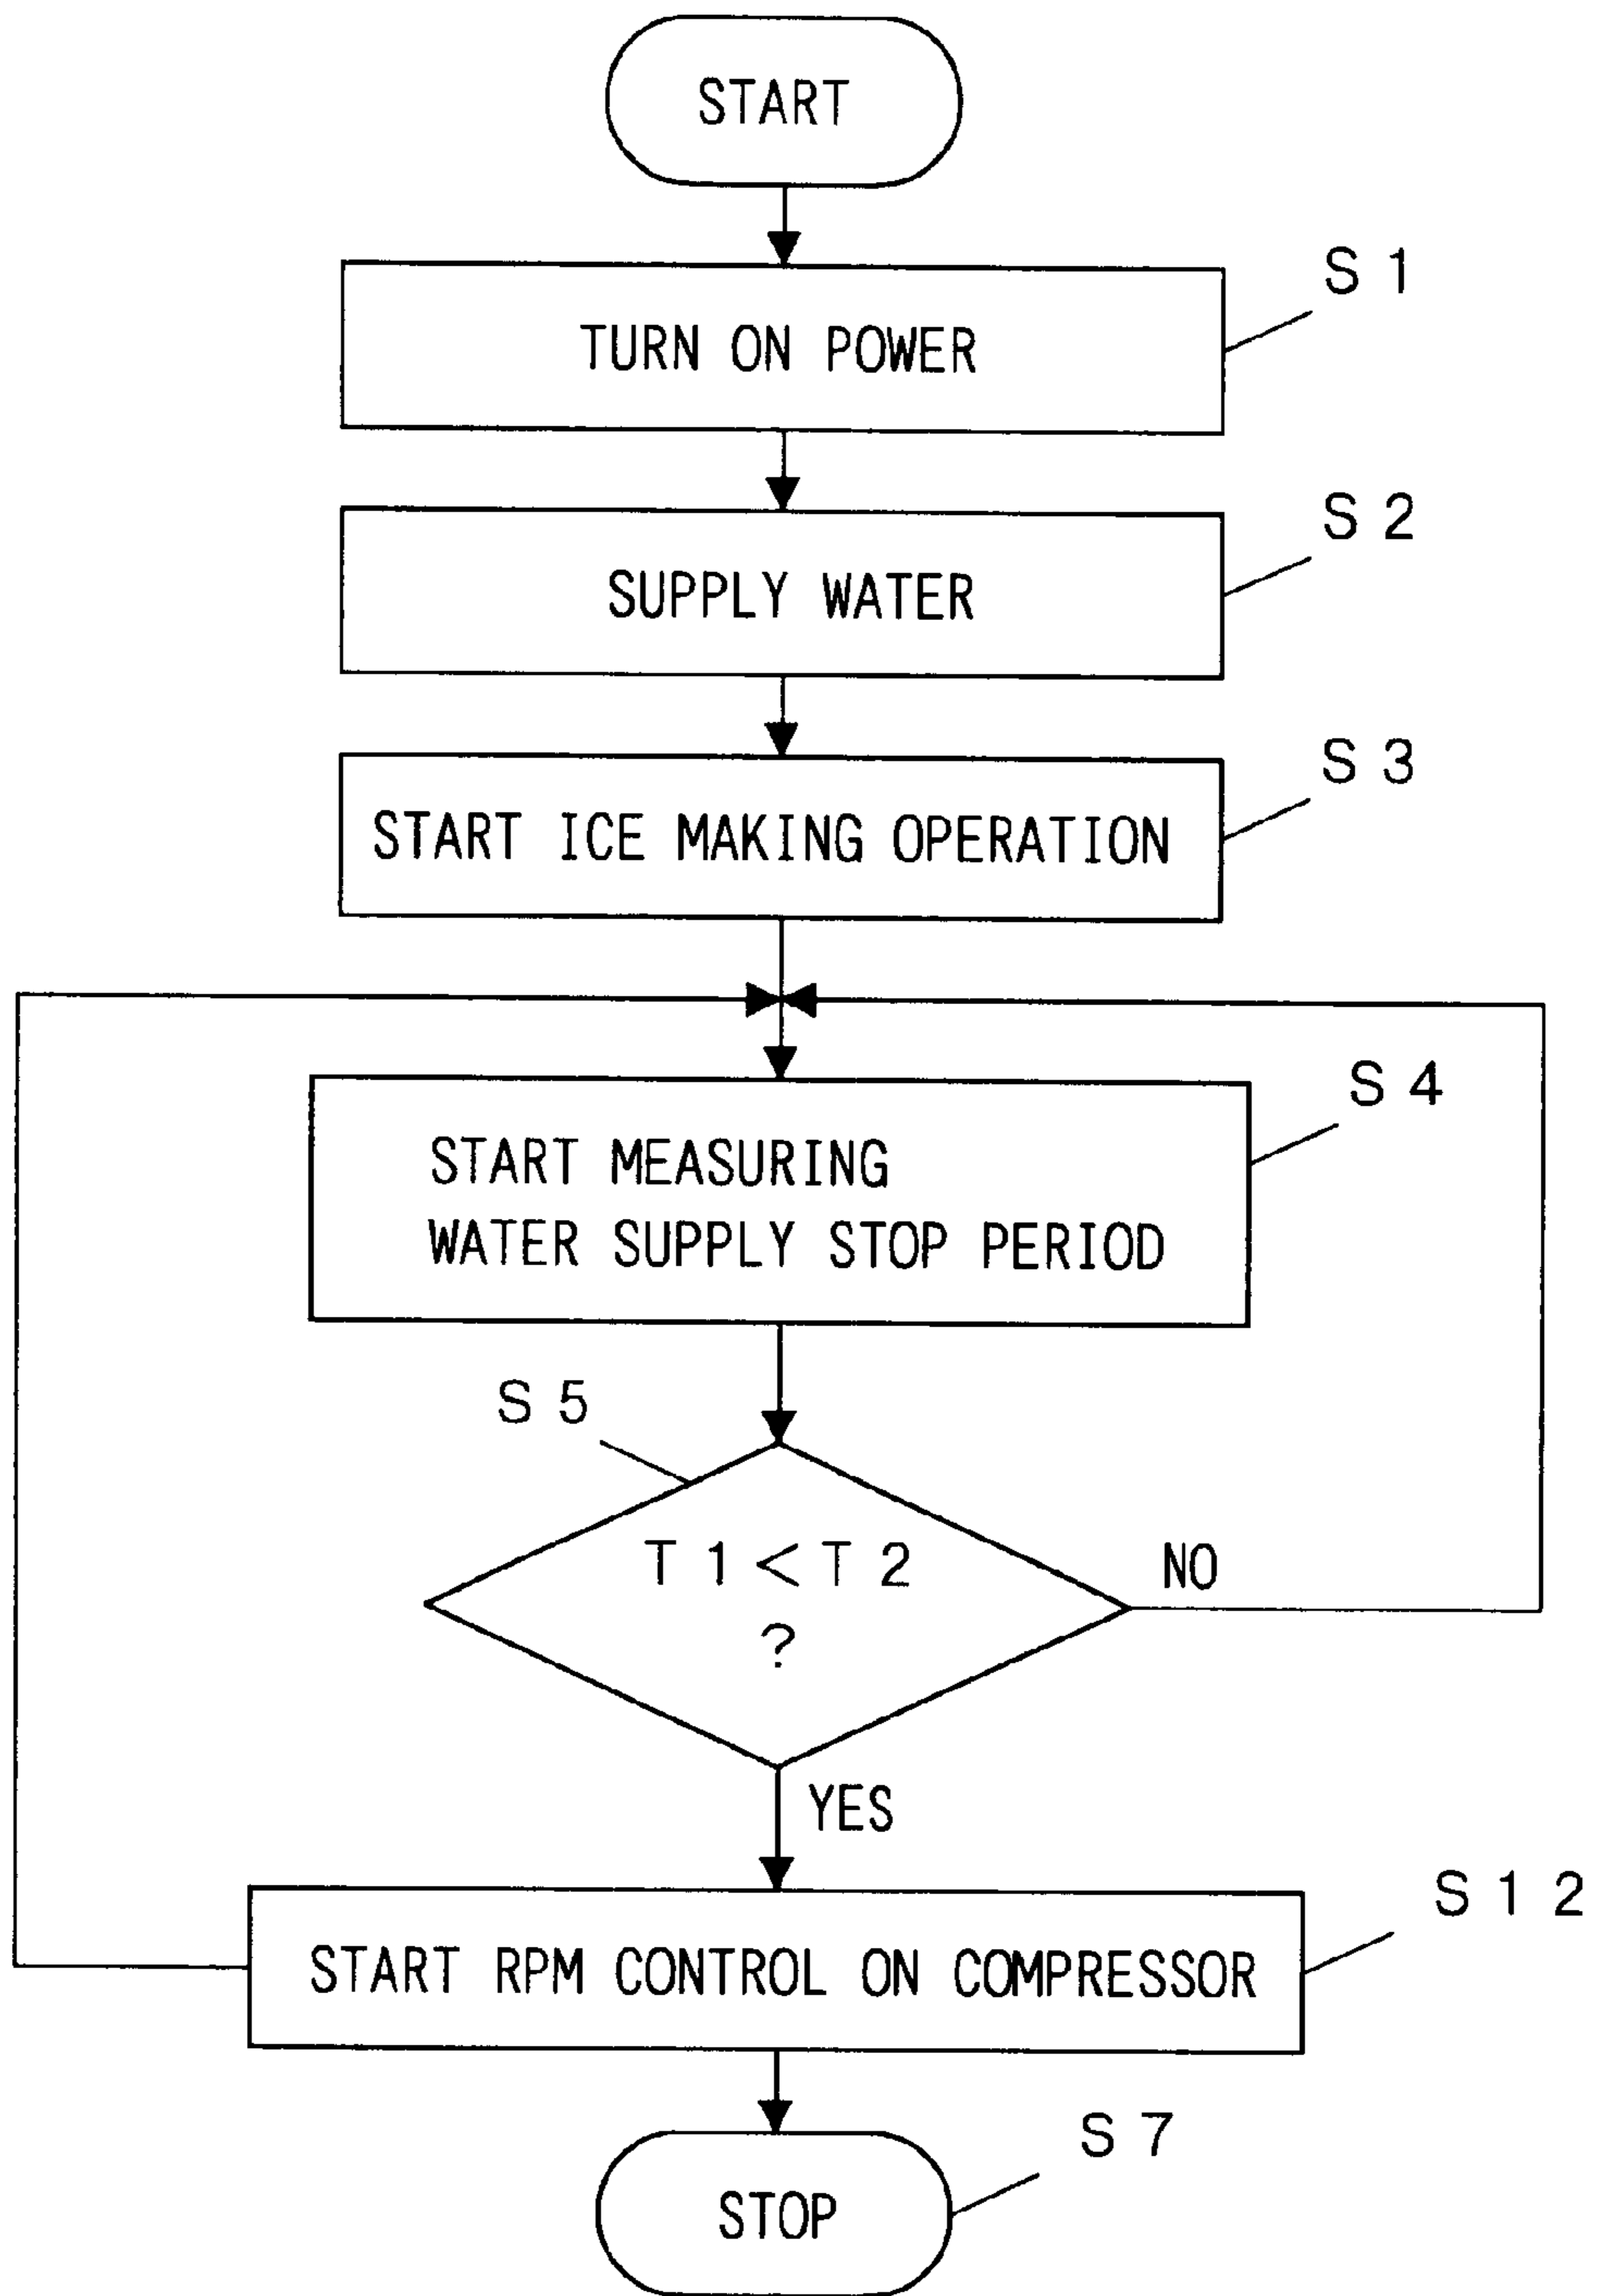 START
S 1
TURN ON POWER
S 2
SUPPLY WATER
S 3
START ICE MAKING OPERATION
S 4
START MEASURING
WATER SUPPLY STOP PERIOD
S 5
T 1 < T 2
?
NO
YES
S 1 2
START RPM CONTROL ON COMPRESSOR
S 7
STOP